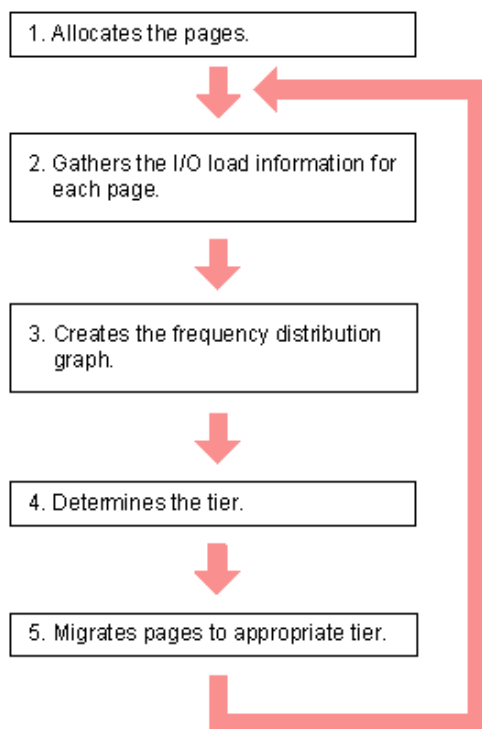 1. Allocates the pages.
2. Gathers the I/O load information for
each page.
3. Creates the frequency distribution
graph.
4. Determines the tier.
5. Migrates pages to appropriate tier.